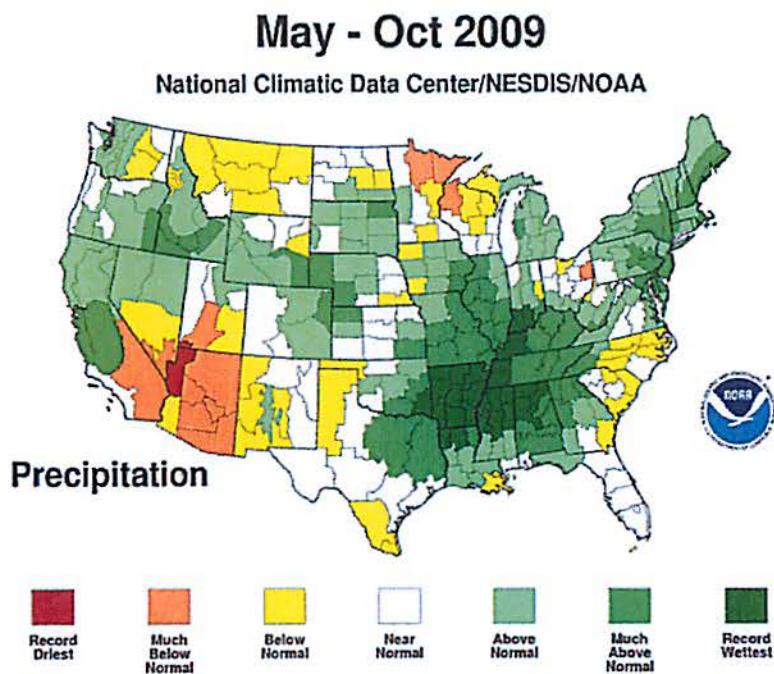 May - Oct 2009
National Climatic Data Center/NESDIS/NOAA
NOAA
Precipitation
Record
Driest
Much
Below
Normal
Below
Normal
Near
Normal
Above
Normal
Much
Above
Normal
Record
Wettest